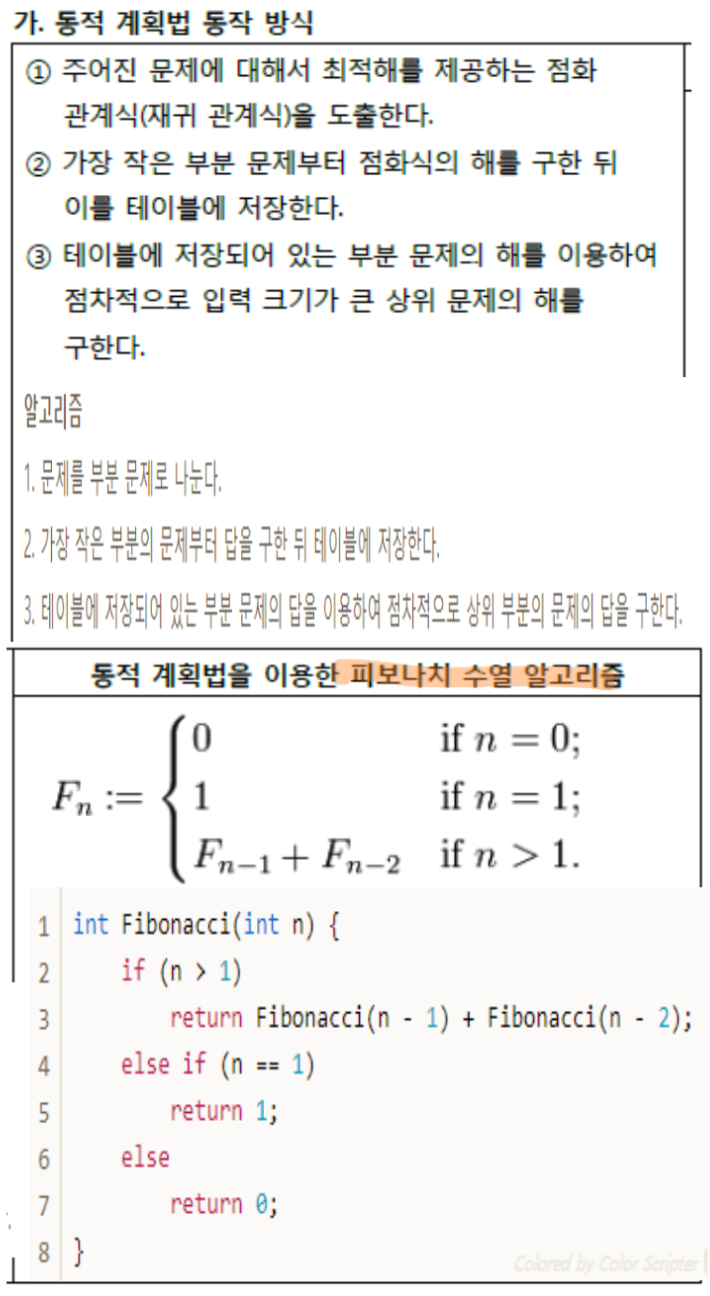 가. 동적 계획법 동작 방식
① 주어진 문제에 대해서 최적해를 제공하는 점화
관계식(재귀 관계식)을 도출한다.
② 가장 작은 부분 문제부터 점화식의 해를 구한 뒤
이를 테이블에 저장한다.
③ 테이블에 저장되어 있는 부분 문제의 해를 이용하여
점차적으로 입력 크기가 큰 상위 문제의 해를
구한다.
알고리즘
1. 문제를 부분 문제로 나눈다.
2. 가장 작은 부분의 문제부터 답을 구한 뒤 테이블에 저장한다.
3. 테이블에 저장되어 있는 부분 문제의 답을 이용하여 점차적으로 상위 부분의 문제의 답을 구한다.
동적 계획법을 이용한 피보나치 수열 알고리즘
0 if n = 0;
Fₙ := { 1 if n = 1;
Fₙ₋₁ + Fₙ₋₂ if n > 1.
1 int Fibonacci(int n) {
2 if (n > 1)
3 return Fibonacci(n - 1) + Fibonacci(n - 2);
4 else if (n == 1)
5 return 1;
6 else
7 return 0;
8 }
Colored by Color Scripter